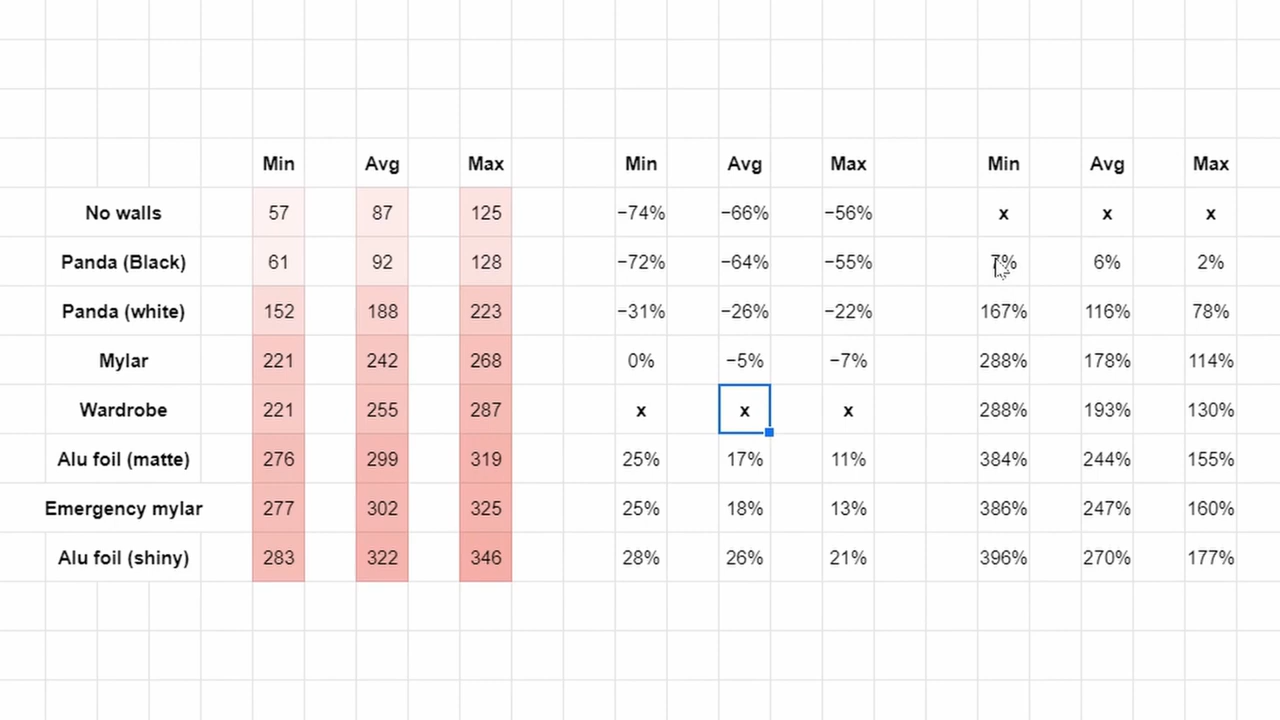 Min Avg Max Min Avg Max Min Avg Max
No walls 57 87 125 −74% −66% −56% x x x
Panda (Black) 61 92 128 −72% −64% −55% 7% 6% 2%
Panda (white) 152 188 223 −31% −26% −22% 167% 116% 78%
Mylar 221 242 268 0% −5% −7% 288% 178% 114%
Wardrobe 221 255 287 x x x 288% 193% 130%
Alu foil (matte) 276 299 319 25% 17% 11% 384% 244% 155%
Emergency mylar 277 302 325 25% 18% 13% 386% 247% 160%
Alu foil (shiny) 283 322 346 28% 26% 21% 396% 270% 177%